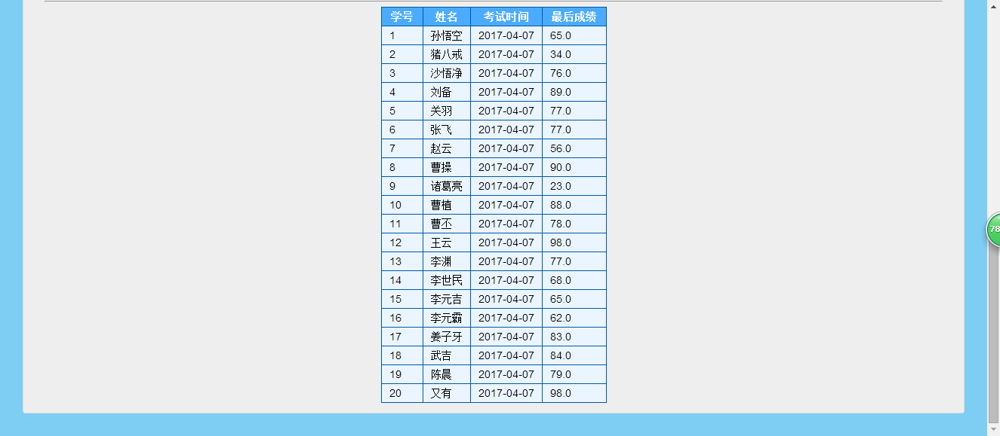 学号 姓名 考试时间 最后成绩
1 孙悟空 2017-04-07 65.0
2 猪八戒 2017-04-07 34.0
3 沙悟净 2017-04-07 76.0
4 刘备 2017-04-07 89.0
5 关羽 2017-04-07 77.0
6 张飞 2017-04-07 77.0
7 赵云 2017-04-07 56.0
8 曹操 2017-04-07 90.0
9 诸葛亮 2017-04-07 23.0
10 曹植 2017-04-07 88.0
11 曹丕 2017-04-07 78.0
12 王云 2017-04-07 98.0
13 李渊 2017-04-07 77.0
14 李世民 2017-04-07 68.0
15 李元吉 2017-04-07 65.0
16 李元霸 2017-04-07 62.0
17 姜子牙 2017-04-07 83.0
18 武吉 2017-04-07 84.0
19 陈晨 2017-04-07 79.0
20 又有 2017-04-07 98.0
78